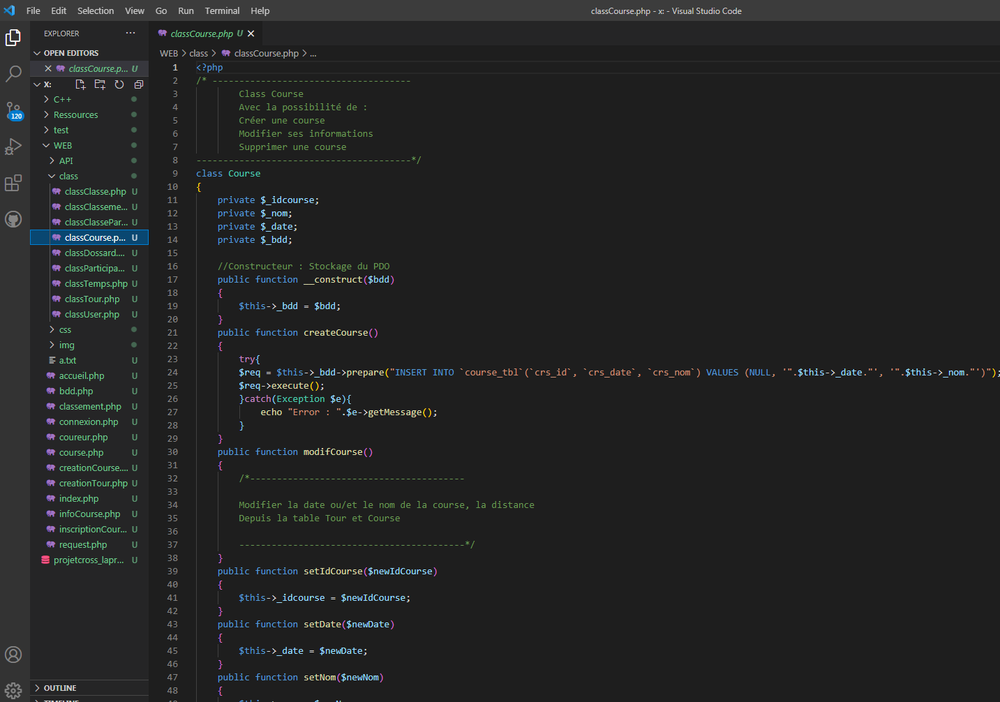 File Edit Selection View Go Run Terminal Help
classCourse.php - x: - Visual Studio Code
EXPLORER ...
OPEN EDITORS
classCourse.p... U
X:
C++
Ressources
test
WEB
API
class
classClasse.php U
classClasseme... U
classClassePar... U
classCourse.p... U
classDossard.... U
classParticipa... U
classTemps.php U
classTour.php U
classUser.php U
css
img
a.txt U
accueil.php U
bdd.php U
classement.php U
connexion.php U
coureur.php U
course.php U
creationCourse.... U
creationTour.php U
index.php U
infoCourse.php U
inscriptionCour... U
request.php U
projetcross_lapr... U
OUTLINE
TIMELINE
120
classCourse.php U
WEB > class > classCourse.php > ...
1 <?php
2 /* -------------------------------------
3 Class Course
4 Avec la possibilité de :
5 Créer une course
6 Modifier ses informations
7 Supprimer une course
8 ----------------------------------------*/
9 class Course
10 {
11 private $_idcourse;
12 private $_nom;
13 private $_date;
14 private $_bdd;
15
16 //Constructeur : Stockage du PDO
17 public function __construct($bdd)
18 {
19 $this->_bdd = $bdd;
20 }
21 public function createCourse()
22 {
23 try{
24 $req = $this->_bdd->prepare("INSERT INTO `course_tbl`(`crs_id`, `crs_date`, `crs_nom`) VALUES (NULL, '".$this->_date."', '".$this->_nom."')");
25 $req->execute();
26 }catch(Exception $e){
27 echo "Error : ".$e->getMessage();
28 }
29 }
30 public function modifCourse()
31 {
32 /*----------------------------------------
33
34 Modifier la date ou/et le nom de la course, la distance
35 Depuis la table Tour et Course
36
37 ------------------------------------------*/
38 }
39 public function setIdCourse($newIdCourse)
40 {
41 $this->_idcourse = $newIdCourse;
42 }
43 public function setDate($newDate)
44 {
45 $this->_date = $newDate;
46 }
47 public function setNom($newNom)
48 {